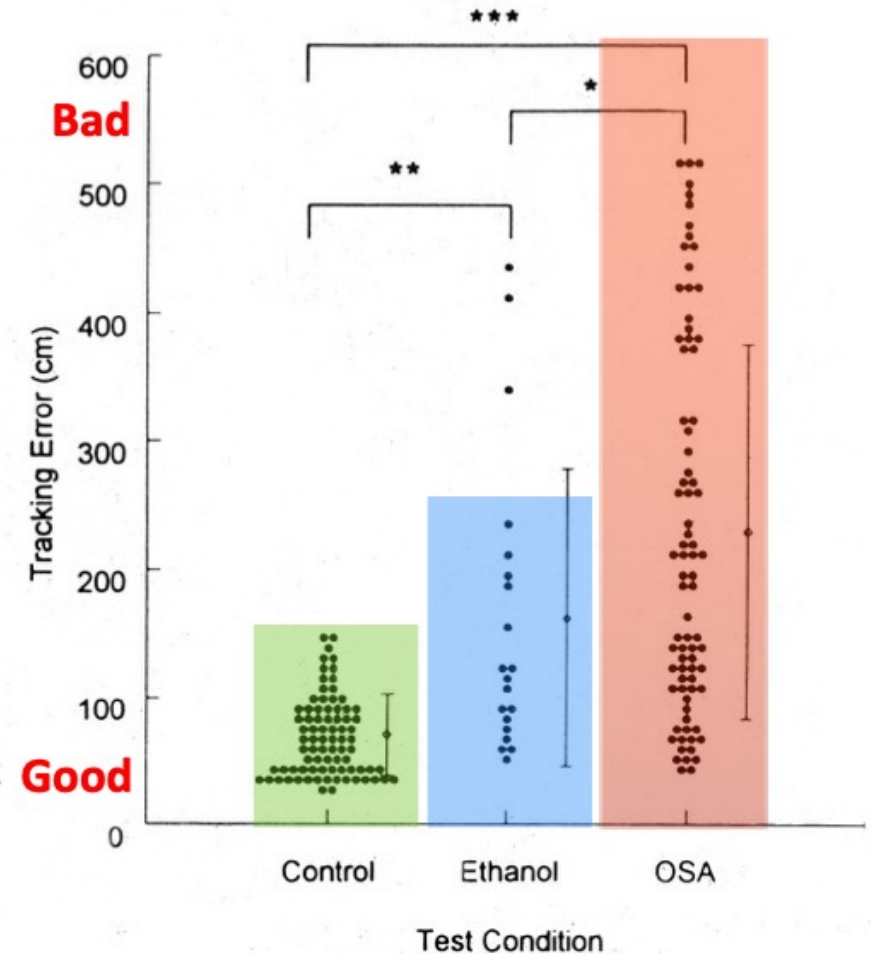 ***
600
*
Bad
**
500
400
Tracking Error (cm)
300
200
100
Good
0
Control Ethanol OSA
Test Condition